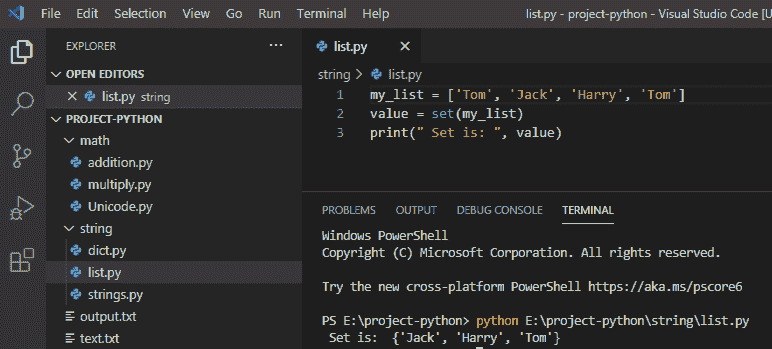 File Edit Selection View Go Run Terminal Help list.py - project-python - Visual Studio Code [U
EXPLORER
OPEN EDITORS
list.py string
PROJECT-PYTHON
math
addition.py
multiply.py
Unicode.py
string
dict.py
list.py
strings.py
output.txt
text.txt
list.py
string > list.py
1 my_list = ['Tom', 'Jack', 'Harry', 'Tom']
2 value = set(my_list)
3 print(" Set is: ", value)
PROBLEMS OUTPUT DEBUG CONSOLE TERMINAL
Windows PowerShell
Copyright (C) Microsoft Corporation. All rights reserved.
Try the new cross-platform PowerShell https://aka.ms/pscore6
PS E:\project-python> python E:\project-python\string\list.py
Set is: {'Jack', 'Harry', 'Tom'}